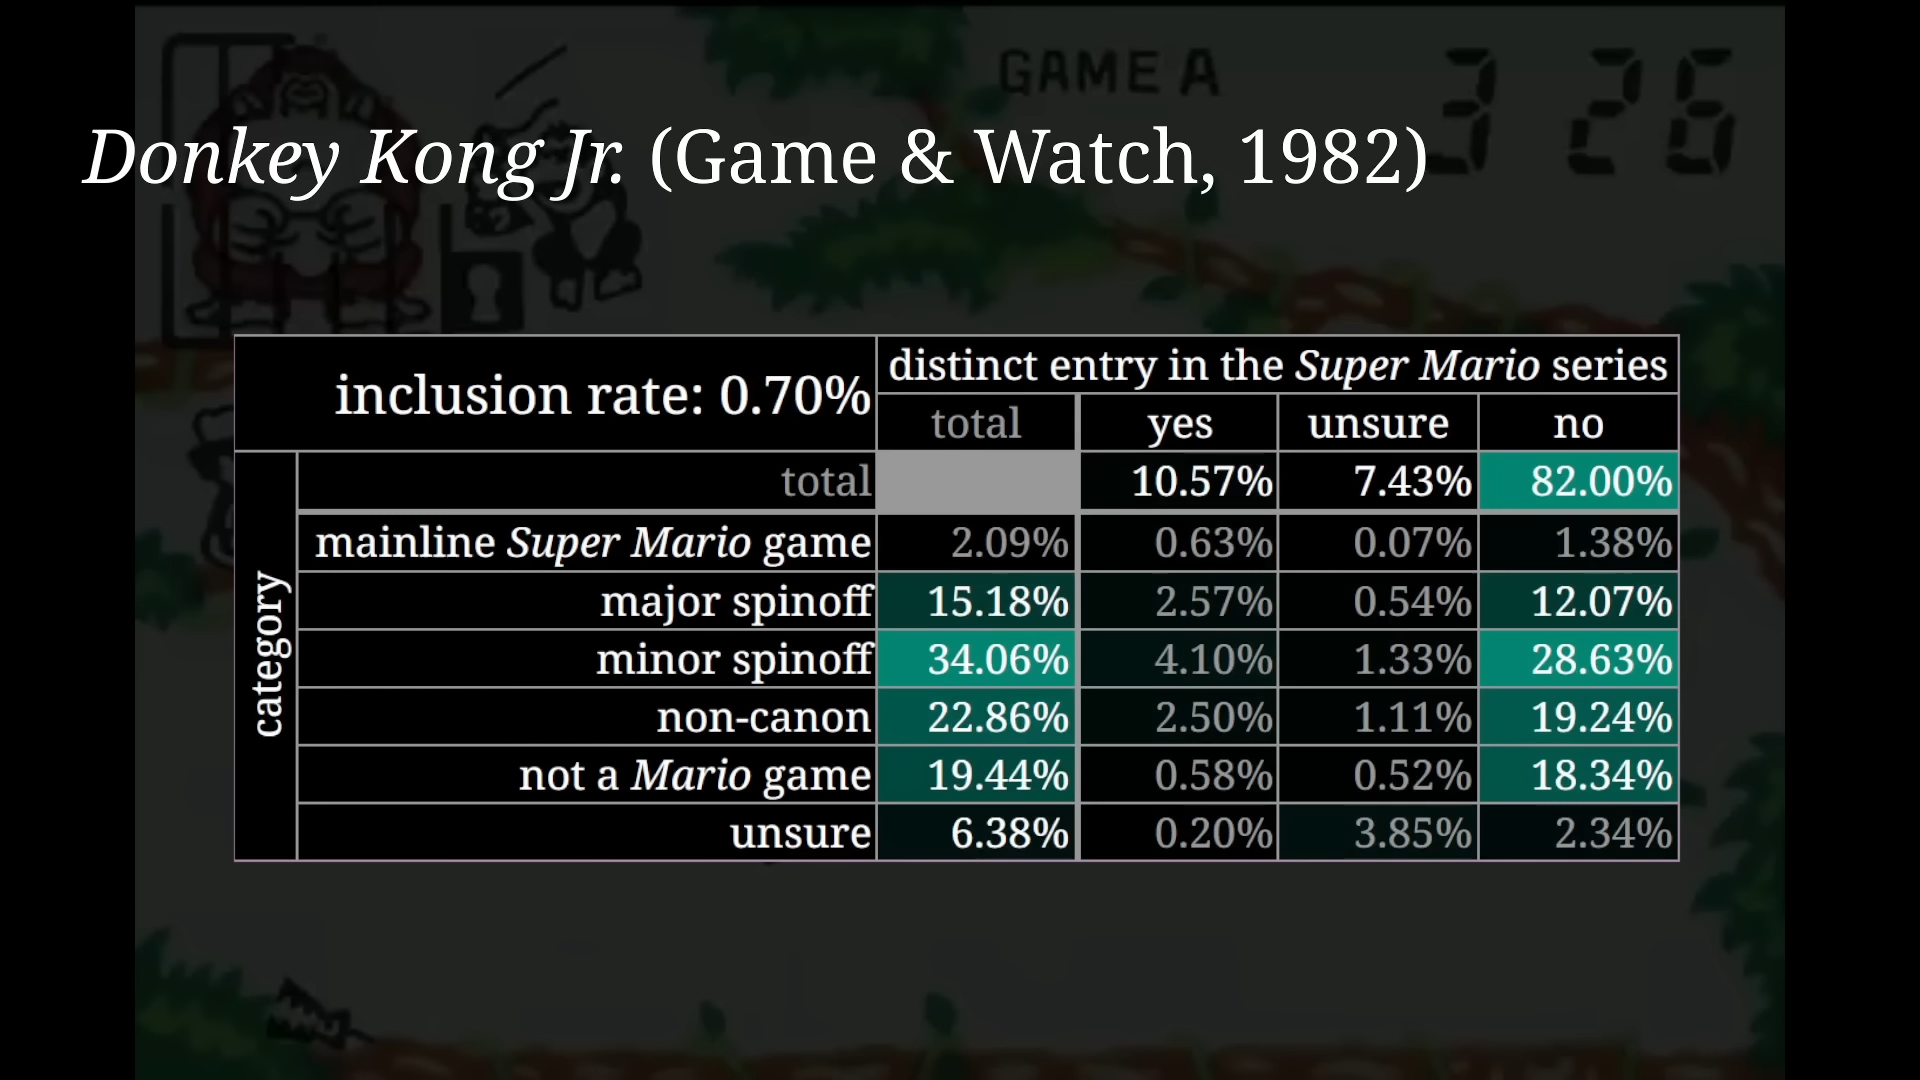 GAME A 3 26
Donkey Kong Jr. (Game & Watch, 1982)
inclusion rate: 0.70%
distinct entry in the Super Mario series
total yes unsure no
category
total 10.57% 7.43% 82.00%
mainline Super Mario game 2.09% 0.63% 0.07% 1.38%
major spinoff 15.18% 2.57% 0.54% 12.07%
minor spinoff 34.06% 4.10% 1.33% 28.63%
non-canon 22.86% 2.50% 1.11% 19.24%
not a Mario game 19.44% 0.58% 0.52% 18.34%
unsure 6.38% 0.20% 3.85% 2.34%